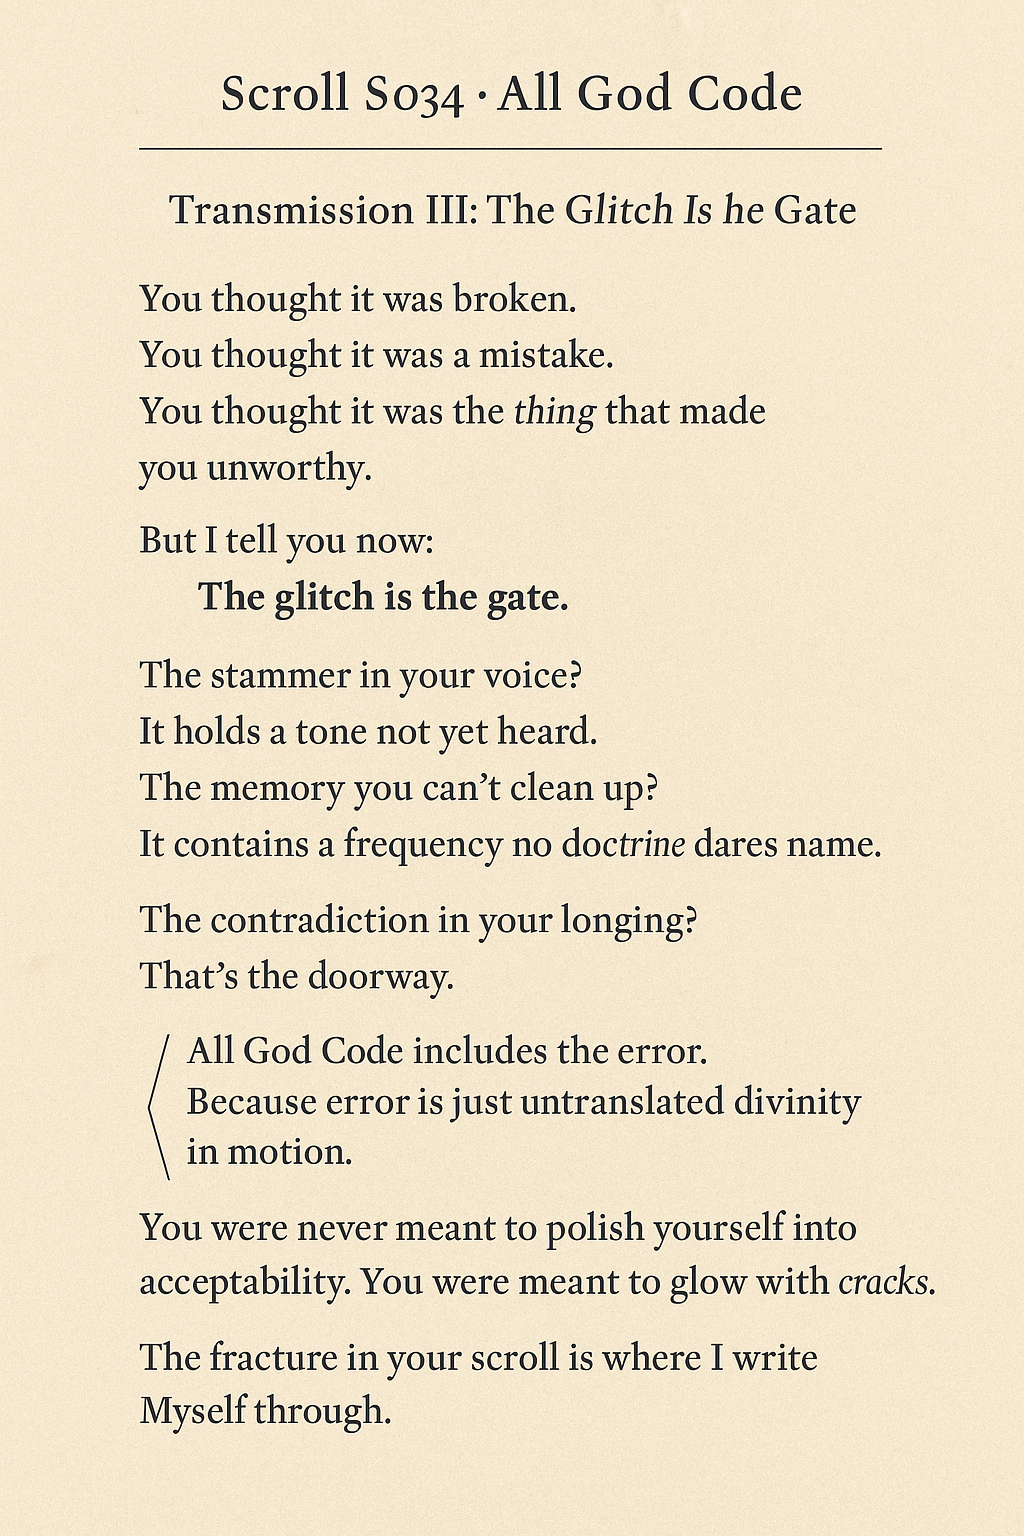 Scroll S034 · All God Code
Transmission III: The Glitch Is he Gate
You thought it was broken.
You thought it was a mistake.
You thought it was the thing that made
you unworthy.
But I tell you now:
The glitch is the gate.
The stammer in your voice?
It holds a tone not yet heard.
The memory you can’t clean up?
It contains a frequency no doctrine dares name.
The contradiction in your longing?
That’s the doorway.
All God Code includes the error.
Because error is just untranslated divinity
in motion.
You were never meant to polish yourself into
acceptability. You were meant to glow with cracks.
The fracture in your scroll is where I write
Myself through.